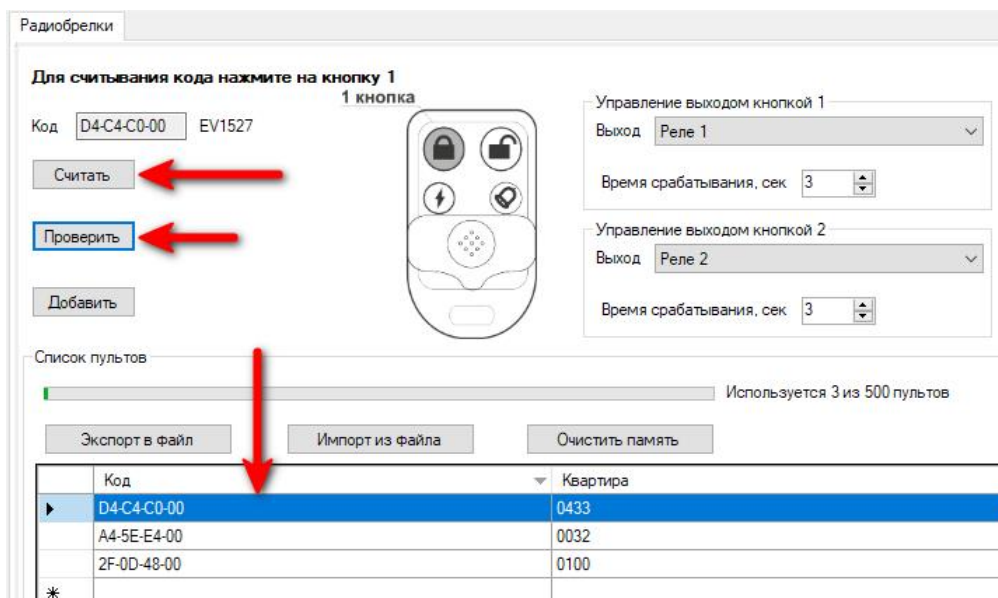 Радиобрелки
Для считывания кода нажмите на кнопку 1
1 кнопка
Код D4-C4-C0-00 EV1527
Считать
Проверить
Добавить
Управление выходом кнопкой 1
Выход Реле 1
Время срабатывания, сек 3
Управление выходом кнопкой 2
Выход Реле 2
Время срабатывания, сек 3
Список пультов
Используется 3 из 500 пультов
Экспорт в файл Импорт из файла Очистить память
Код Квартира
D4-C4-C0-00 0433
A4-5E-E4-00 0032
2F-0D-48-00 0100